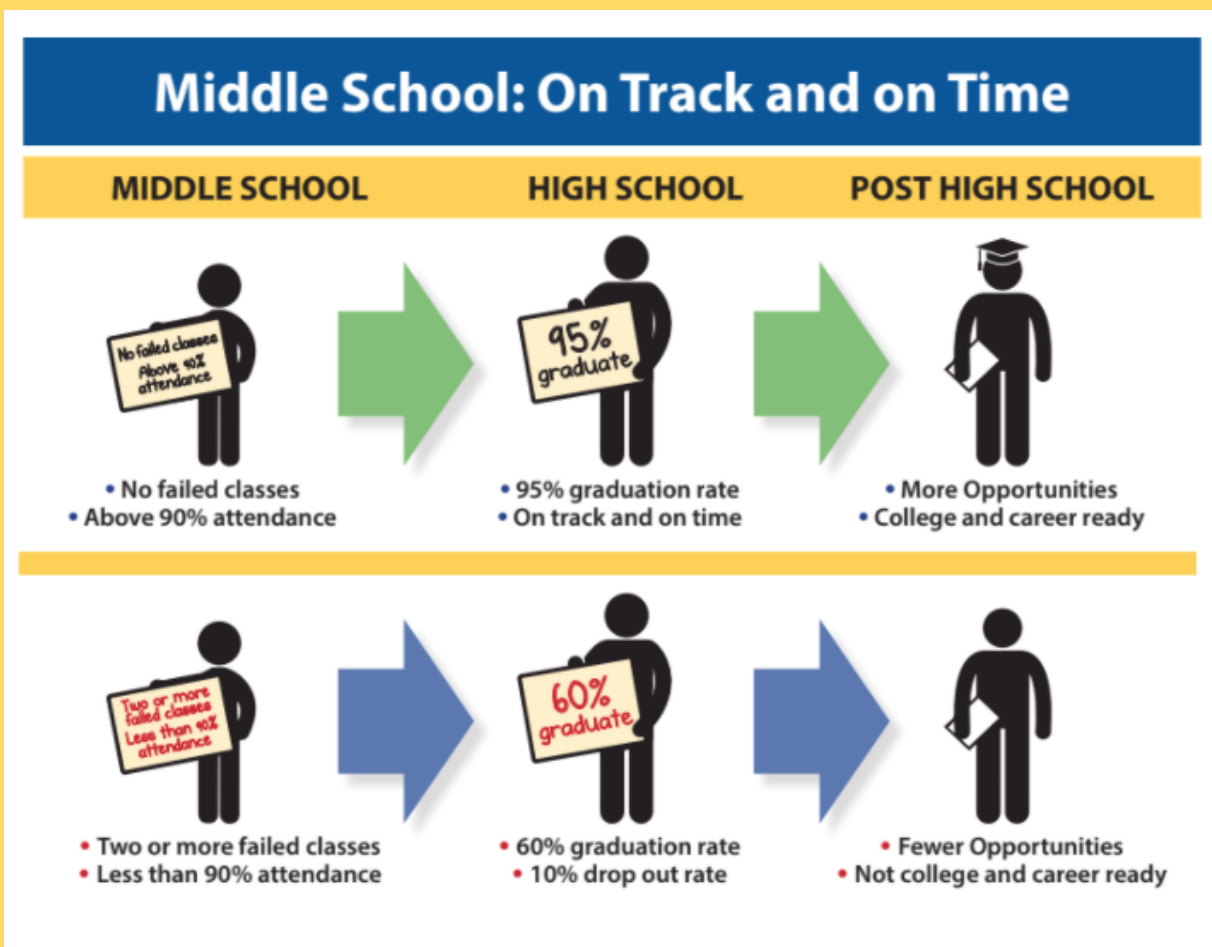 Middle School: On Track and on Time
MIDDLE SCHOOL
HIGH SCHOOL
POST HIGH SCHOOL
No failed classes
Above 90%
attendance
95%
graduate
• No failed classes
• Above 90% attendance
• 95% graduation rate
• On track and on time
• More Opportunities
• College and career ready
Two or more
failed classes
Less than 90%
attendance
60%
graduate
• Two or more failed classes
• Less than 90% attendance
• 60% graduation rate
• 10% drop out rate
• Fewer Opportunities
• Not college and career ready